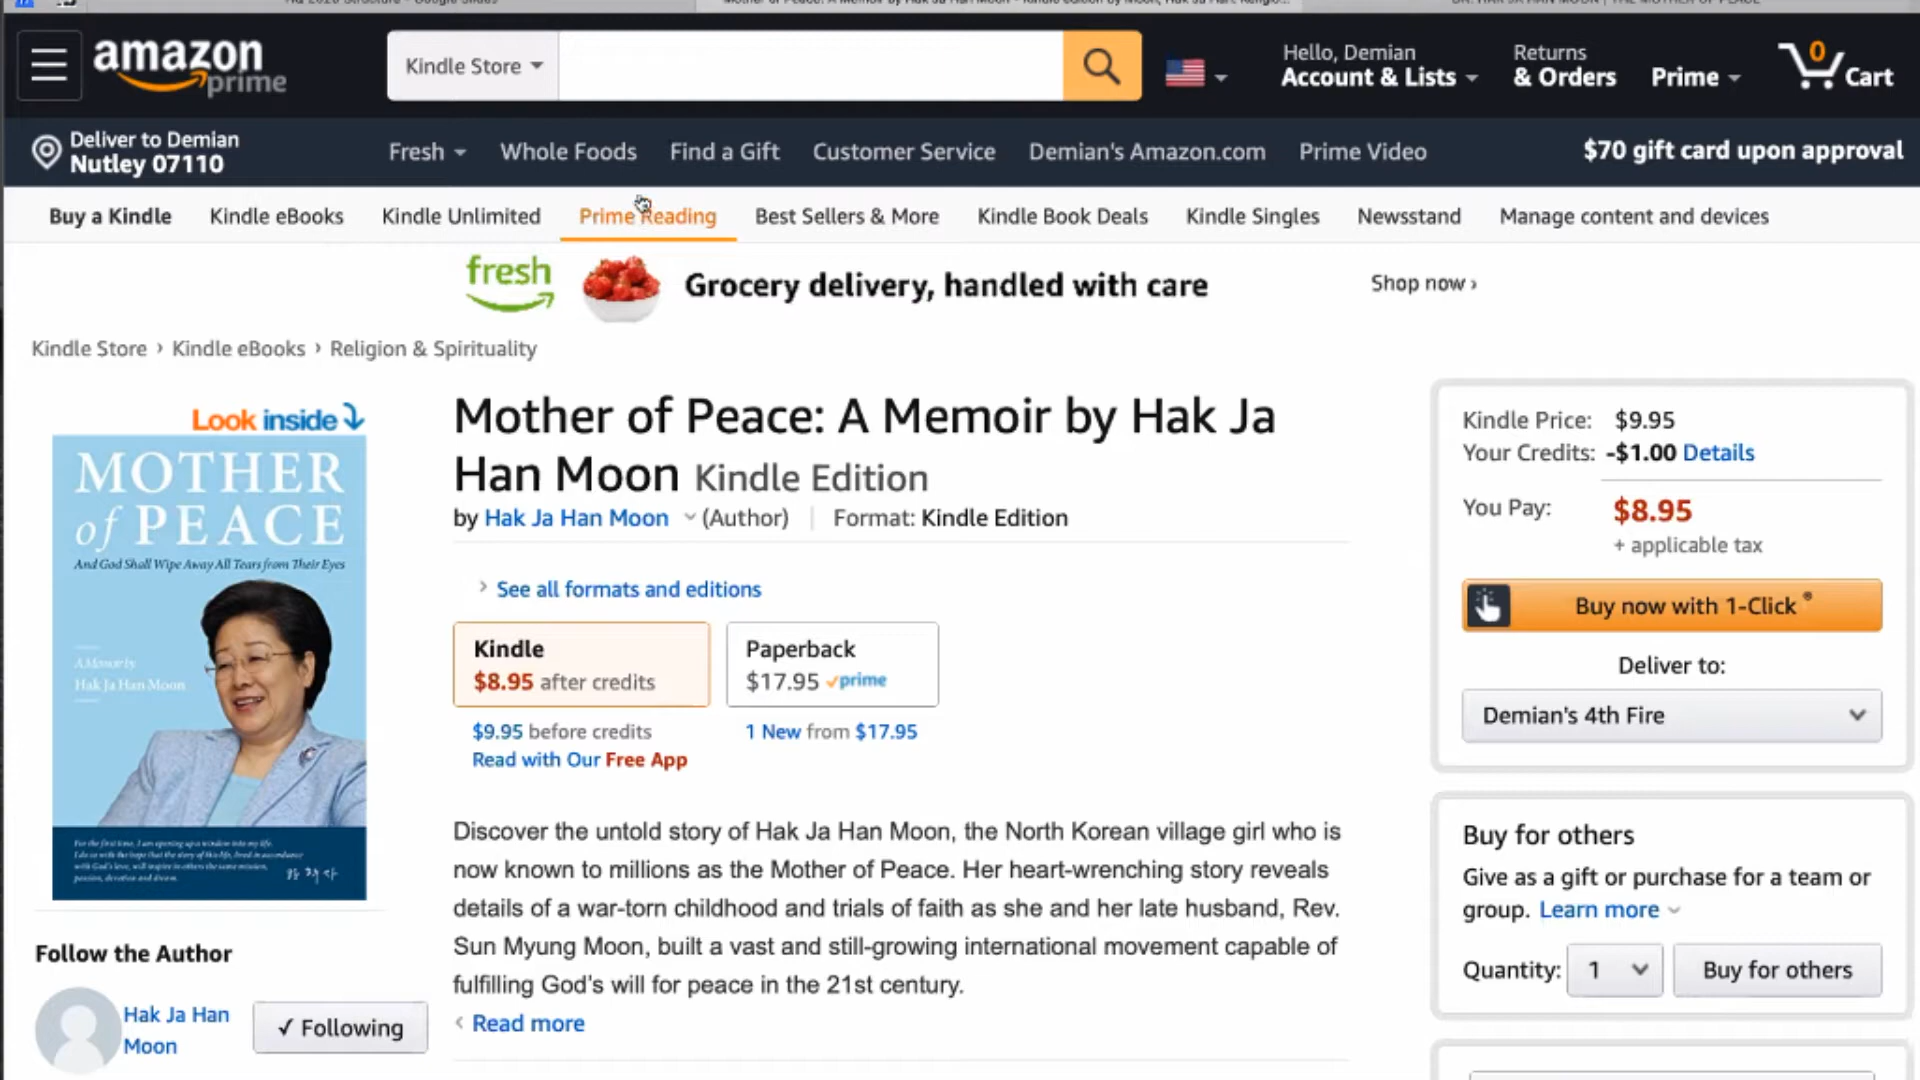 amazon
prime
Kindle Store
Hello, Demian
Account & Lists
Returns
& Orders
Prime
0
Cart
Deliver to Demian
Nutley 07110
Fresh
Whole Foods
Find a Gift
Customer Service
Demian's Amazon.com
Prime Video
$70 gift card upon approval
Buy a Kindle
Kindle eBooks
Kindle Unlimited
Prime Reading
Best Sellers & More
Kindle Book Deals
Kindle Singles
Newsstand
Manage content and devices
fresh
Grocery delivery, handled with care
Shop now ›
Kindle Store › Kindle eBooks › Religion & Spirituality
Look inside
MOTHER
of PEACE
And God Shall Wipe Away All Tears from Their Eyes
A Memoir by
Hak Ja Han Moon
For the first time, I am opening up a window into my life.
Follow the Author
Hak Ja Han
Moon
✓ Following
Mother of Peace: A Memoir by Hak Ja
Han Moon Kindle Edition
by Hak Ja Han Moon (Author) | Format: Kindle Edition
› See all formats and editions
Kindle
$8.95 after credits
Paperback
$17.95 prime
$9.95 before credits
Read with Our Free App
1 New from $17.95
Discover the untold story of Hak Ja Han Moon, the North Korean village girl who is
now known to millions as the Mother of Peace. Her heart-wrenching story reveals
details of a war-torn childhood and trials of faith as she and her late husband, Rev.
Sun Myung Moon, built a vast and still-growing international movement capable of
fulfilling God's will for peace in the 21st century.
‹ Read more
Kindle Price: $9.95
Your Credits: -$1.00 Details
You Pay: $8.95
+ applicable tax
Buy now with 1-Click ®
Deliver to:
Demian's 4th Fire
Buy for others
Give as a gift or purchase for a team or
group. Learn more
Quantity: 1
Buy for others